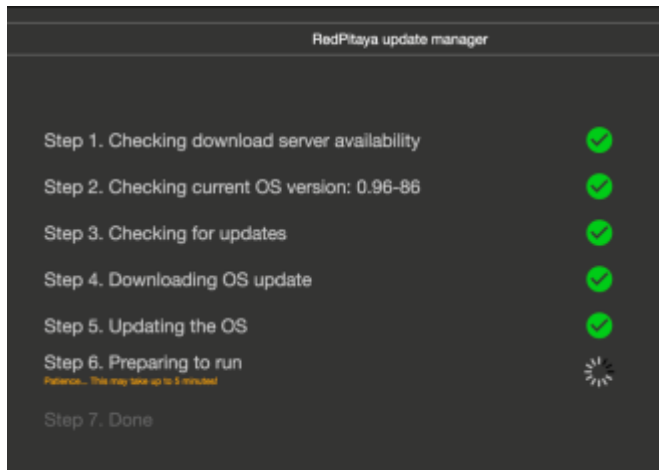 RedPitaya update manager
Step 1. Checking download server availability
Step 2. Checking current OS version: 0.96-86
Step 3. Checking for updates
Step 4. Downloading OS update
Step 5. Updating the OS
Step 6. Preparing to run
Patience... This may take up to 5 minutes!
Step 7. Done